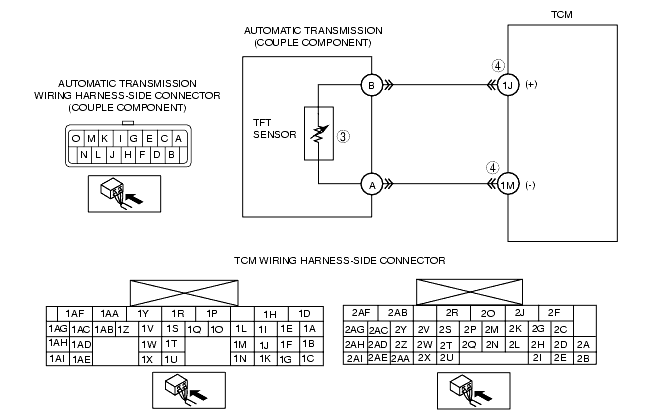 TCM
AUTOMATIC TRANSMISSION
(COUPLE COMPONENT)
AUTOMATIC TRANSMISSION
WIRING HARNESS-SIDE CONNECTOR
(COUPLE COMPONENT)
O M K I G E C A
N L J H F D B
TFT
SENSOR
3
B
4
1J
(+)
A
4
1M
(-)
TCM WIRING HARNESS-SIDE CONNECTOR
1AF 1AA 1Y 1R 1P 1H 1D
1AG 1AC 1AB 1Z 1V 1S 1Q 1O 1L 1I 1E 1A
1AH 1AD 1W 1T 1M 1J 1F 1B
1AI 1AE 1X 1U 1N 1K 1G 1C
2AF 2AB 2R 2O 2J 2F
2AG 2AC 2Y 2V 2S 2P 2M 2K 2G 2C
2AH 2AD 2Z 2W 2T 2Q 2N 2L 2H 2D 2A
2AI 2AE 2AA 2X 2U 2I 2E 2B